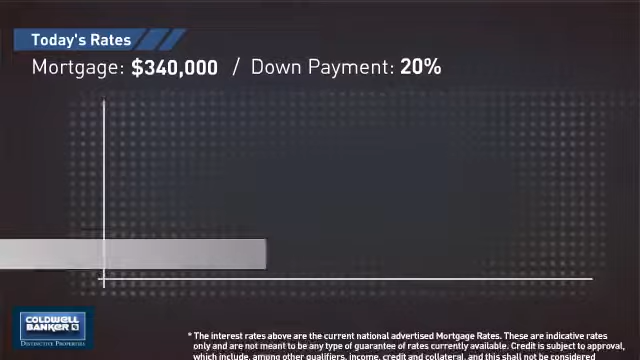 Today's Rates
Mortgage: $340,000 / Down Payment: 20%
COLDWELL
BANKER
DISTINCTIVE PROPERTIES
* The interest rates above are the current national advertised Mortgage Rates. These are indicative rates
only and are not meant to be any type of guarantee of rates currently available. Credit is subject to approval,
which include, among other qualifiers, income, credit and collateral, and this shall not be considered